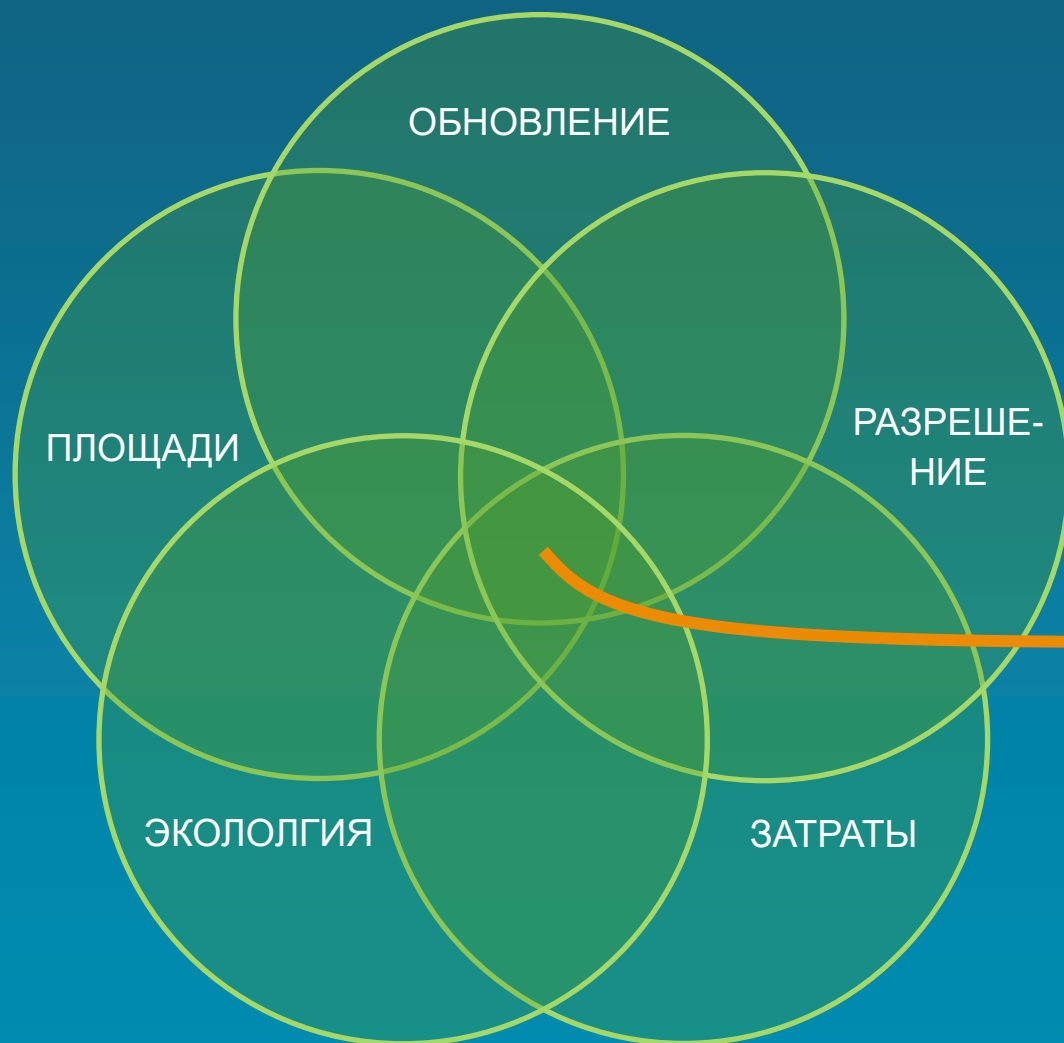 ОБНОВЛЕНИЕ
ПЛОЩАДИ
РАЗРЕШЕ-
НИЕ
ЭКОЛОЛГИЯ
ЗАТРАТЫ